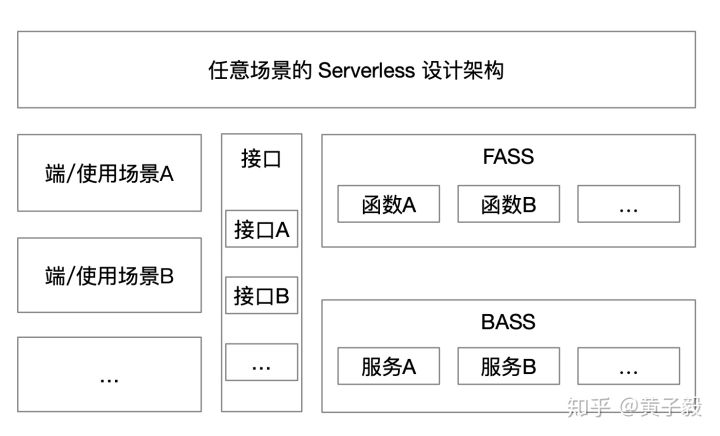 任意场景的 Serverless 设计架构
端/使用场景A
端/使用场景B
...
接口
接口A
接口B
...
FASS
函数A
函数B
...
BASS
服务A
服务B
...
知乎 @黄子毅